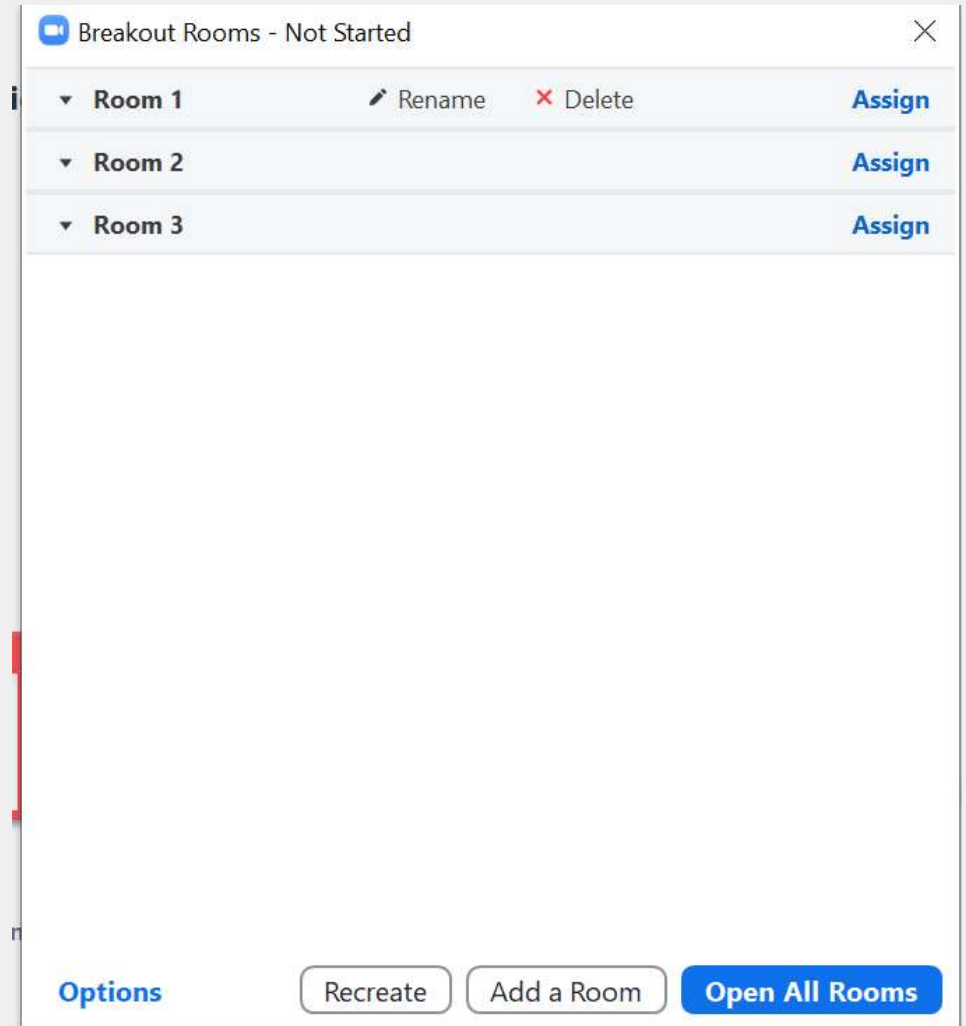 Breakout Rooms - Not Started
Room 1 Rename Delete Assign
Room 2 Assign
Room 3 Assign
Options Recreate Add a Room Open All Rooms